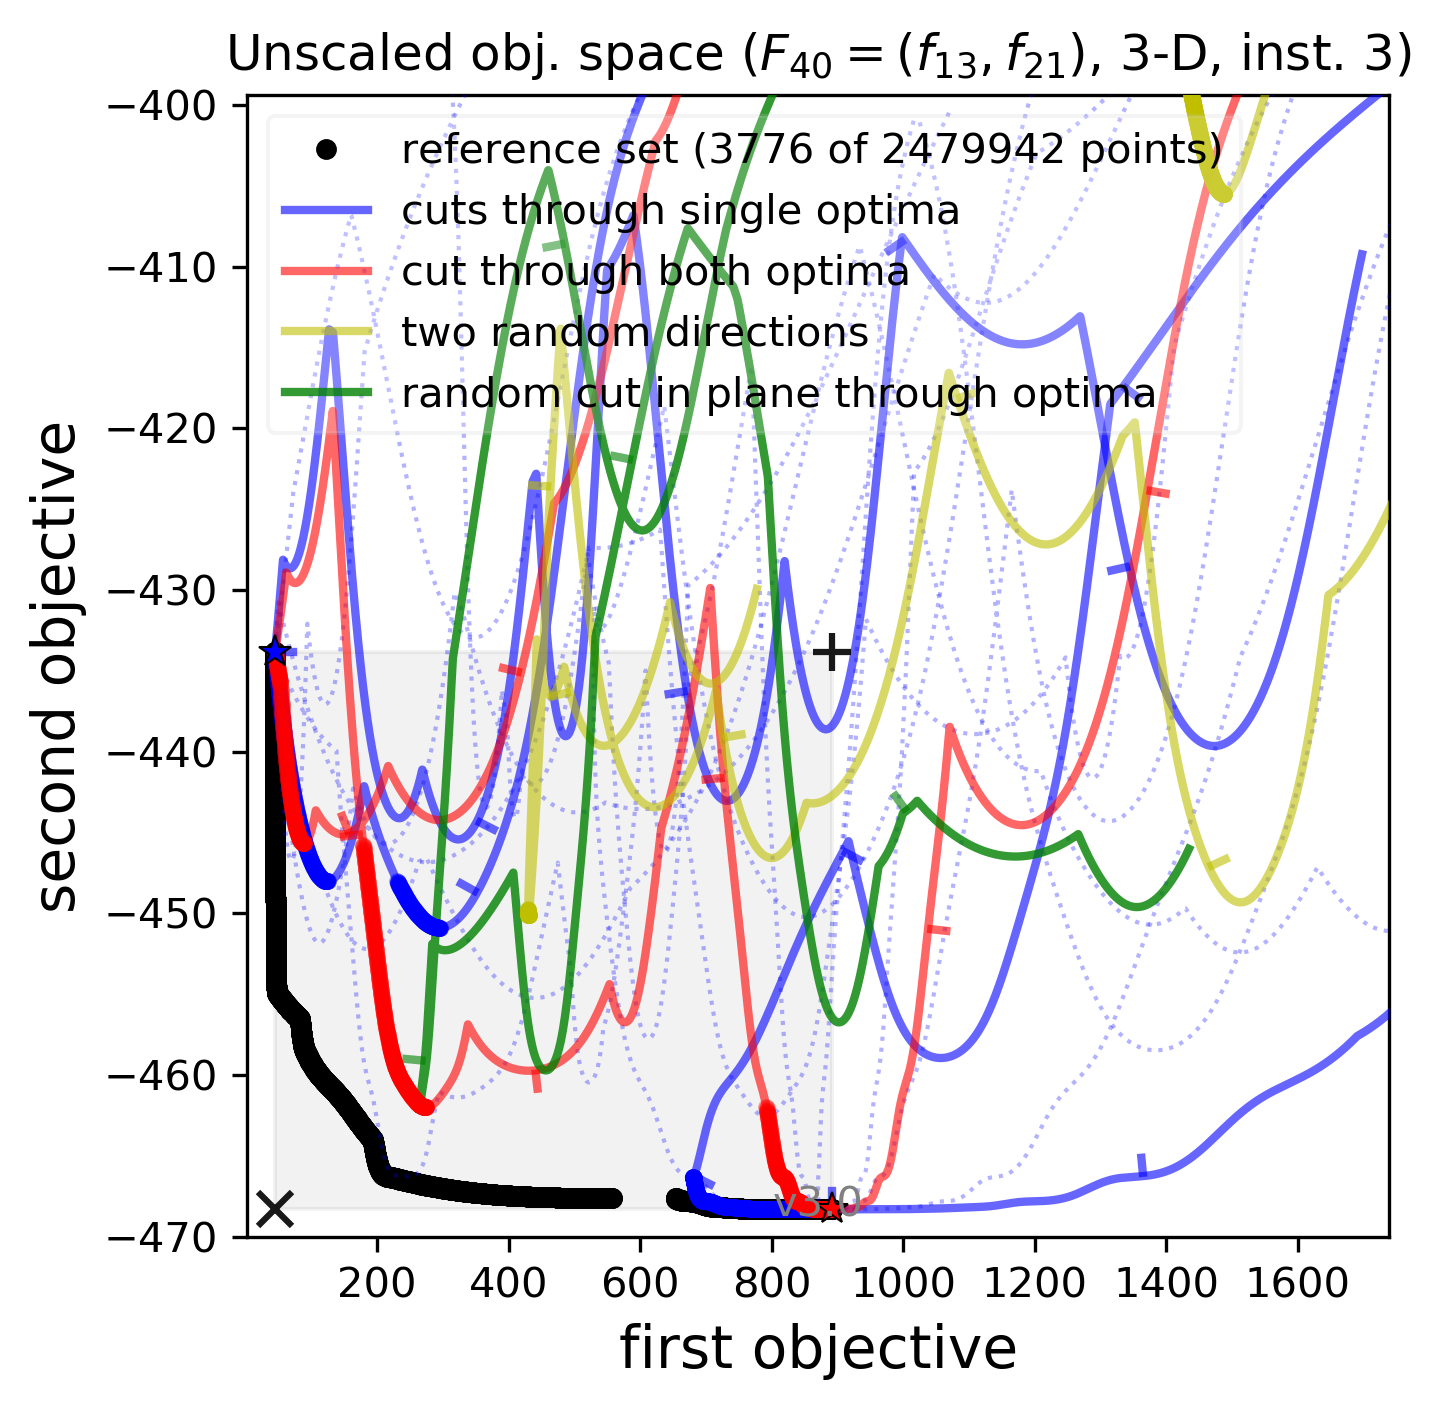 Unscaled obj. space (F₄₀ = (f₁₃, f₂₁), 3-D, inst. 3)
−400
reference set (3776 of 2479942 points)
cuts through single optima
−410
cut through both optima
two random directions
random cut in plane through optima
−420
−430
−440
−450
−460
−470
second objective
v3.0
200 400 600 800 1000 1200 1400 1600
first objective